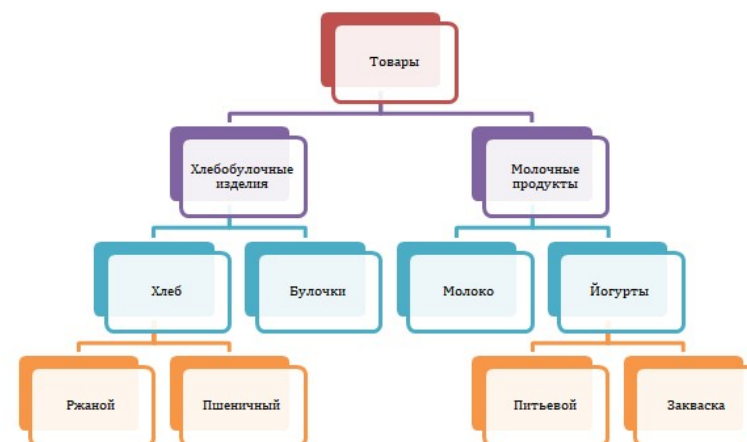 Товары
Хлебобулочные
изделия
Молочные
продукты
Хлеб
Булочки
Молоко
Йогурты
Ржаной
Пшеничный
Питьевой
Закваска